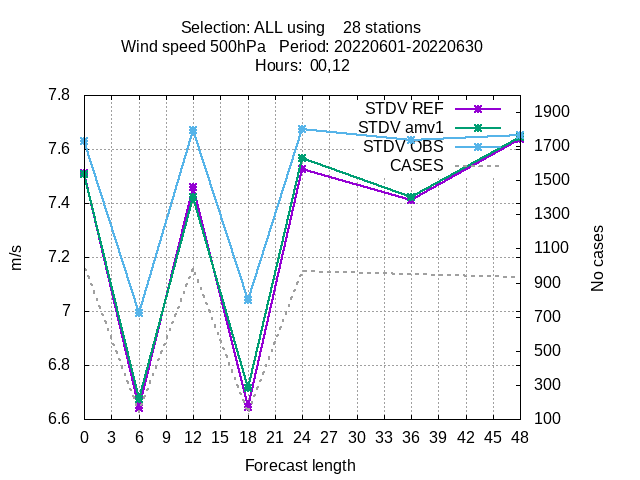 Selection: ALL using    28 stations
Wind speed 500hPa   Period: 20220601-20220630
Hours:  00,12
STDV REF
STDV amv1
STDV OBS
CASES
7.8
7.6
7.4
7.2
7
6.8
6.6
m/s
1900
1700
1500
1300
1100
900
700
500
300
100
No cases
0 3 6 9 12 15 18 21 24 27 30 33 36 39 42 45 48
Forecast length